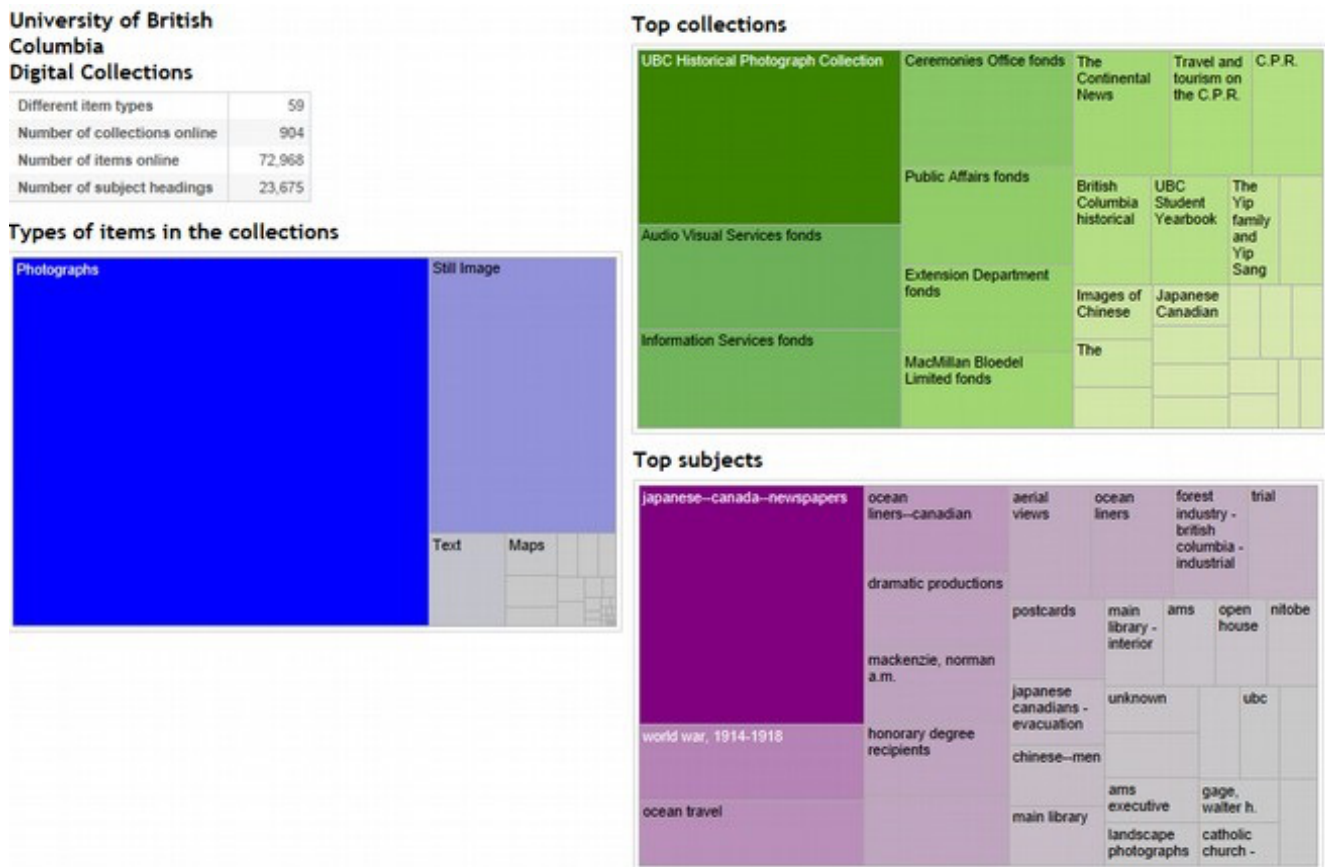 University of British
Columbia
Digital Collections
Different item types 59
Number of collections online 904
Number of items online 72,968
Number of subject headings 23,675
Types of items in the collections
Photographs
Still Image
Text
Maps
Top collections
UBC Historical Photograph Collection
Audio Visual Services fonds
Information Services fonds
Ceremonies Office fonds
Public Affairs fonds
Extension Department
fonds
MacMillan Bloedel
Limited fonds
The
Continental
News
Travel and
tourism on
the C.P.R.
C.P.R.
British
Columbia
historical
UBC
Student
Yearbook
The
Yip
family
and
Yip
Sang
Images of
Chinese
Japanese
Canadian
The
Top subjects
japanese--canada--newspapers
world war, 1914-1918
ocean travel
ocean
liners--canadian
dramatic productions
mackenzie, norman
a.m.
honorary degree
recipients
aerial
views
ocean
liners
forest
industry -
british
columbia -
industrial
trial
postcards
main
library -
interior
ams
open
house
nitobe
japanese
canadians -
evacuation
chinese--men
main library
unknown
ubc
ams
executive
gage,
walter h.
landscape
photographs
catholic
church -